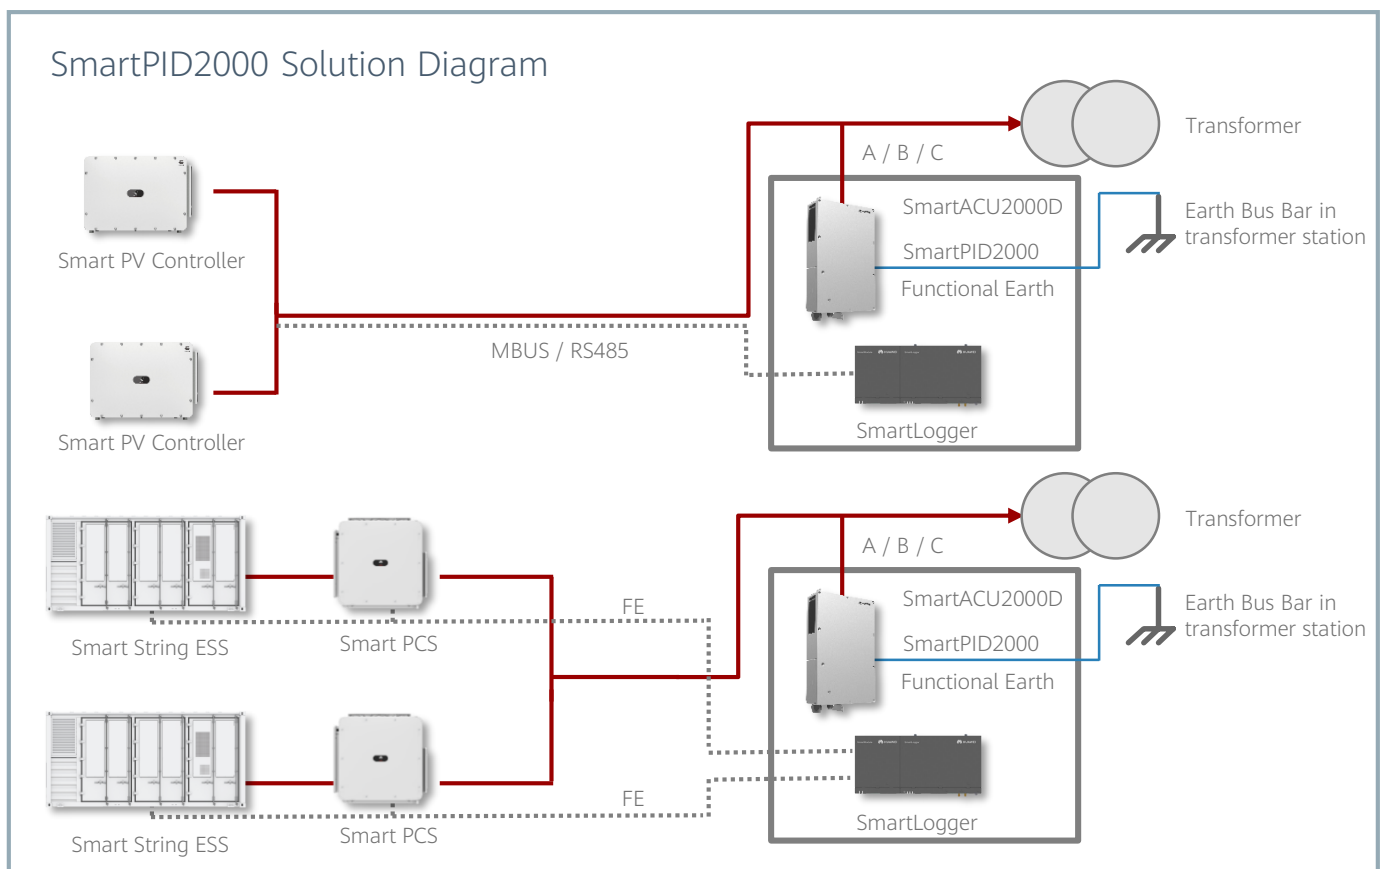 SmartPID2000 Solution Diagram
Transformer
A / B / C
Smart PV Controller
SmartACU2000D
SmartPID2000
Functional Earth
Earth Bus Bar in
transformer station
MBUS / RS485
SmartLogger
Smart PV Controller
Transformer
A / B / C
Smart String ESS
Smart PCS
FE
SmartACU2000D
SmartPID2000
Functional Earth
Earth Bus Bar in
transformer station
Smart String ESS
Smart PCS
FE
SmartLogger